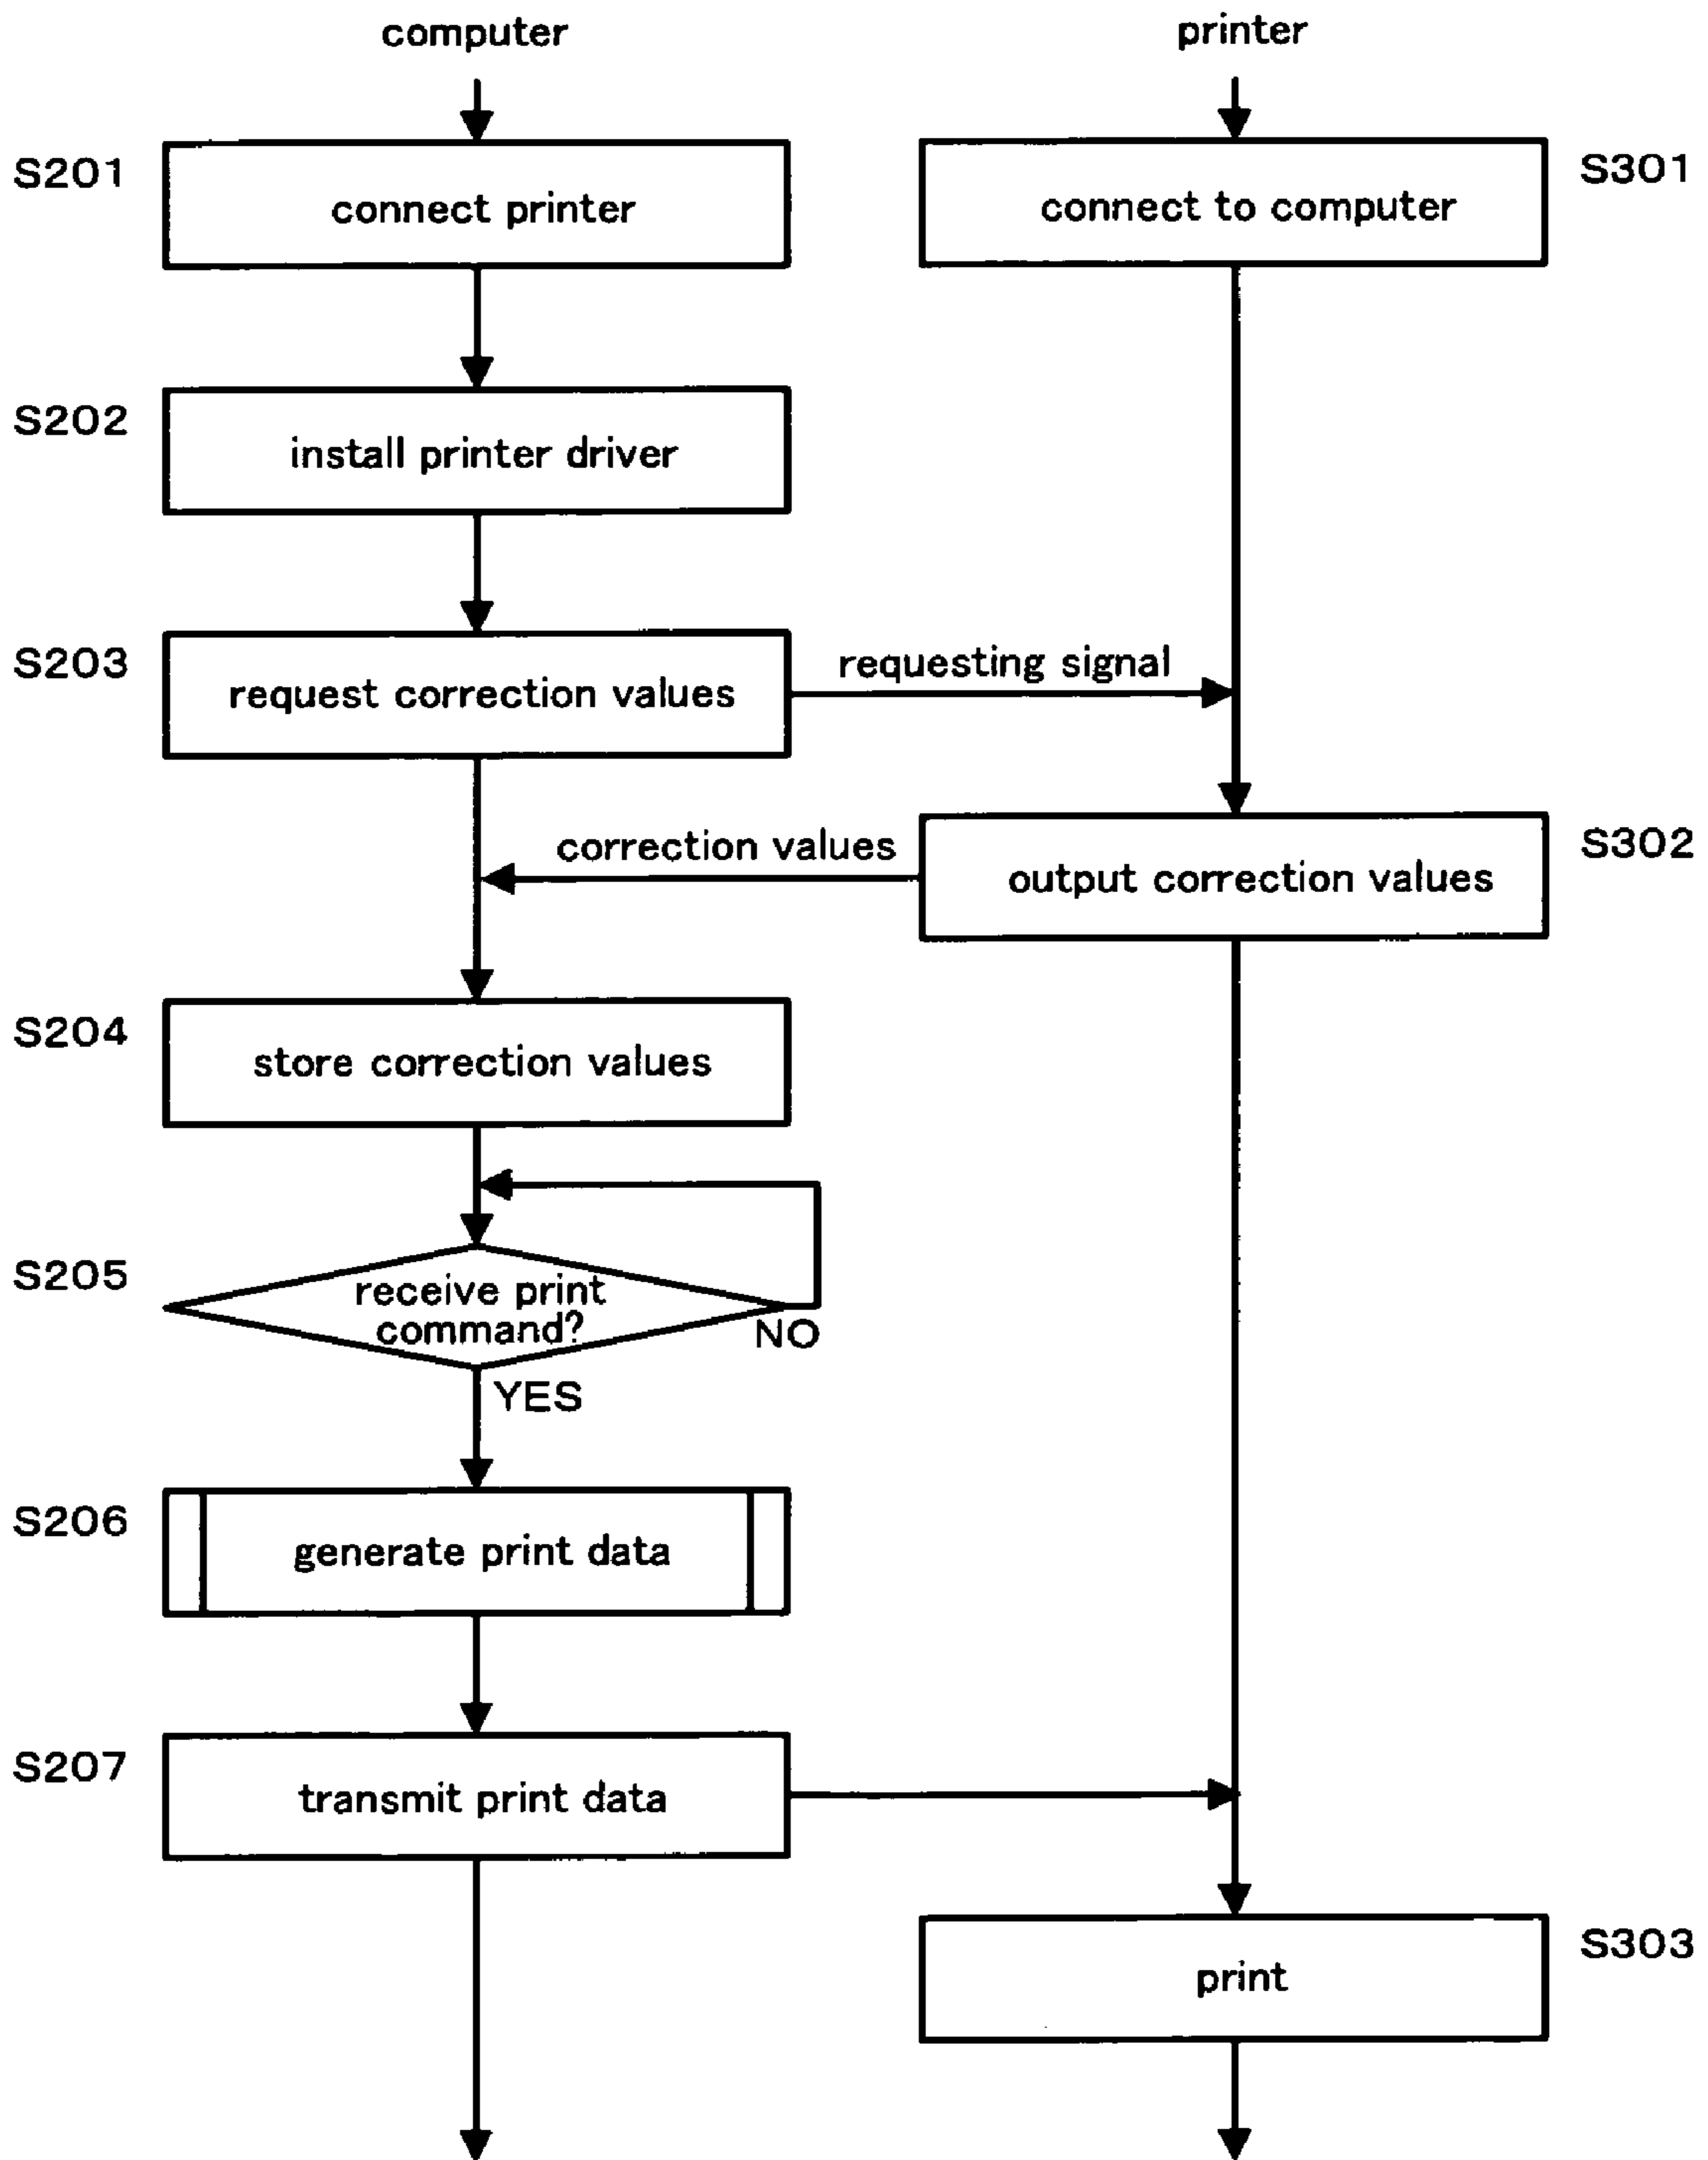 computer
printer
S201
connect printer
connect to computer
S301
S202
install printer driver
S203
request correction values
requesting signal
correction values
output correction values
S302
S204
store correction values
S205
receive print
command?
NO
YES
S206
generate print data
S207
transmit print data
print
S303